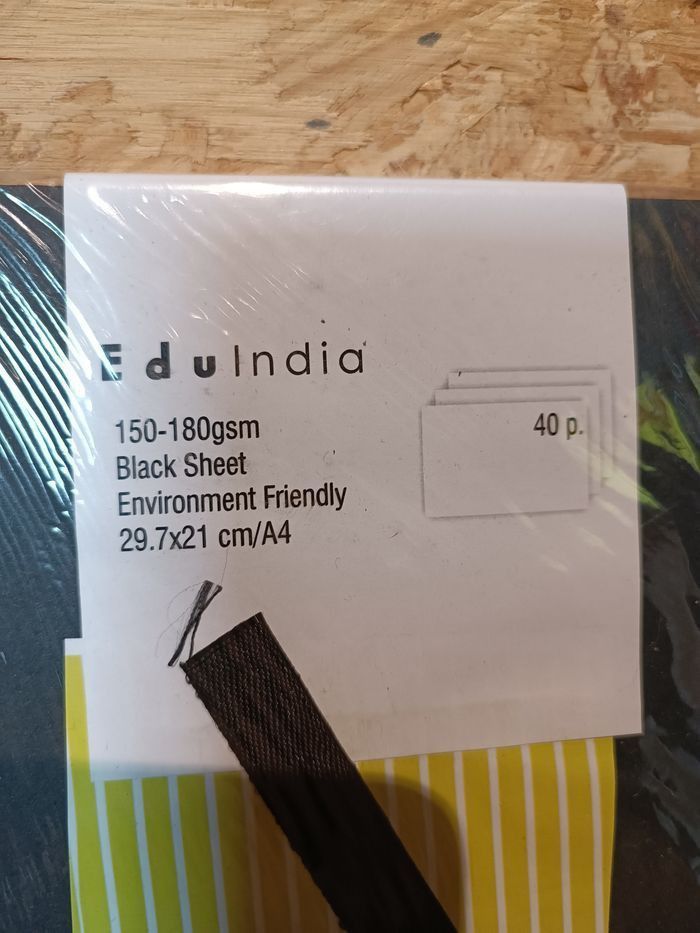 EduIndia
150-180gsm
Black Sheet
Environment Friendly
29.7x21 cm/A4
40 p.